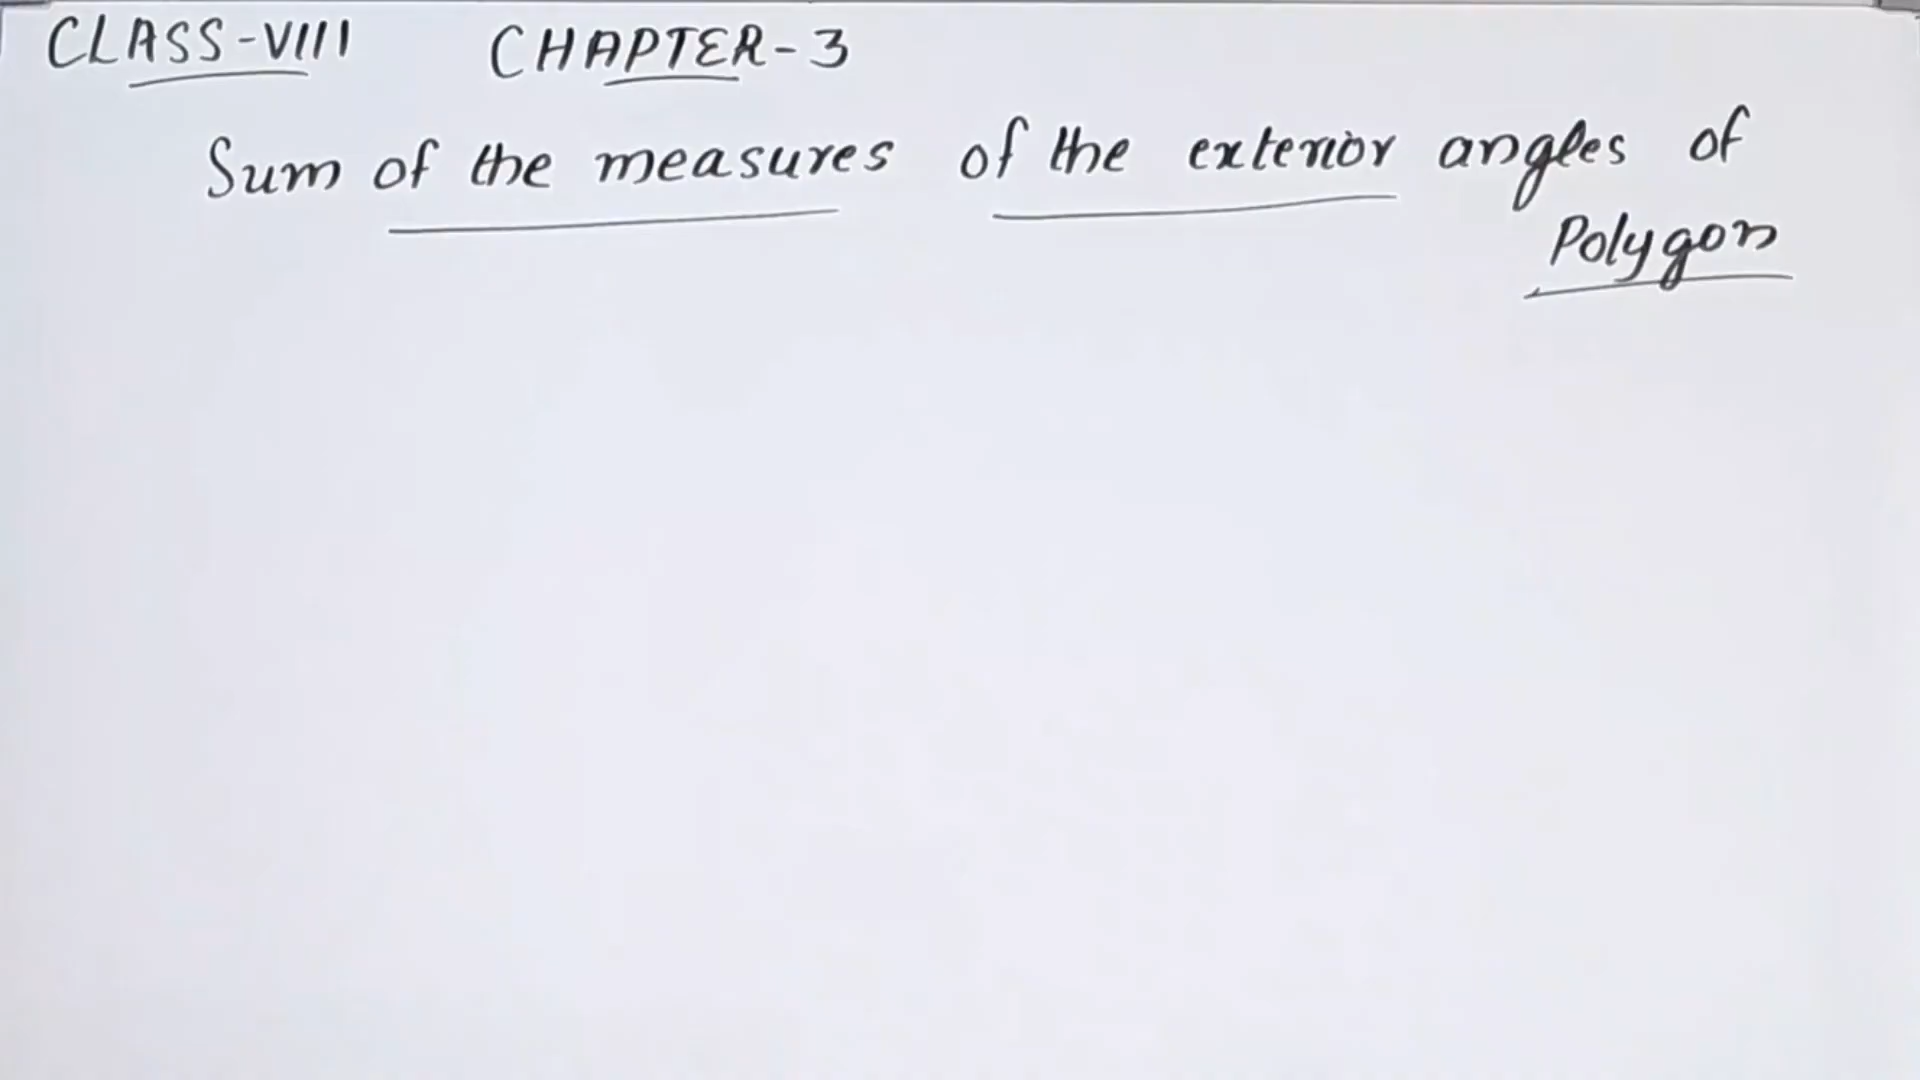 CLASS-VIII CHAPTER-3
Sum of the measures of the exterior angles of
Polygon